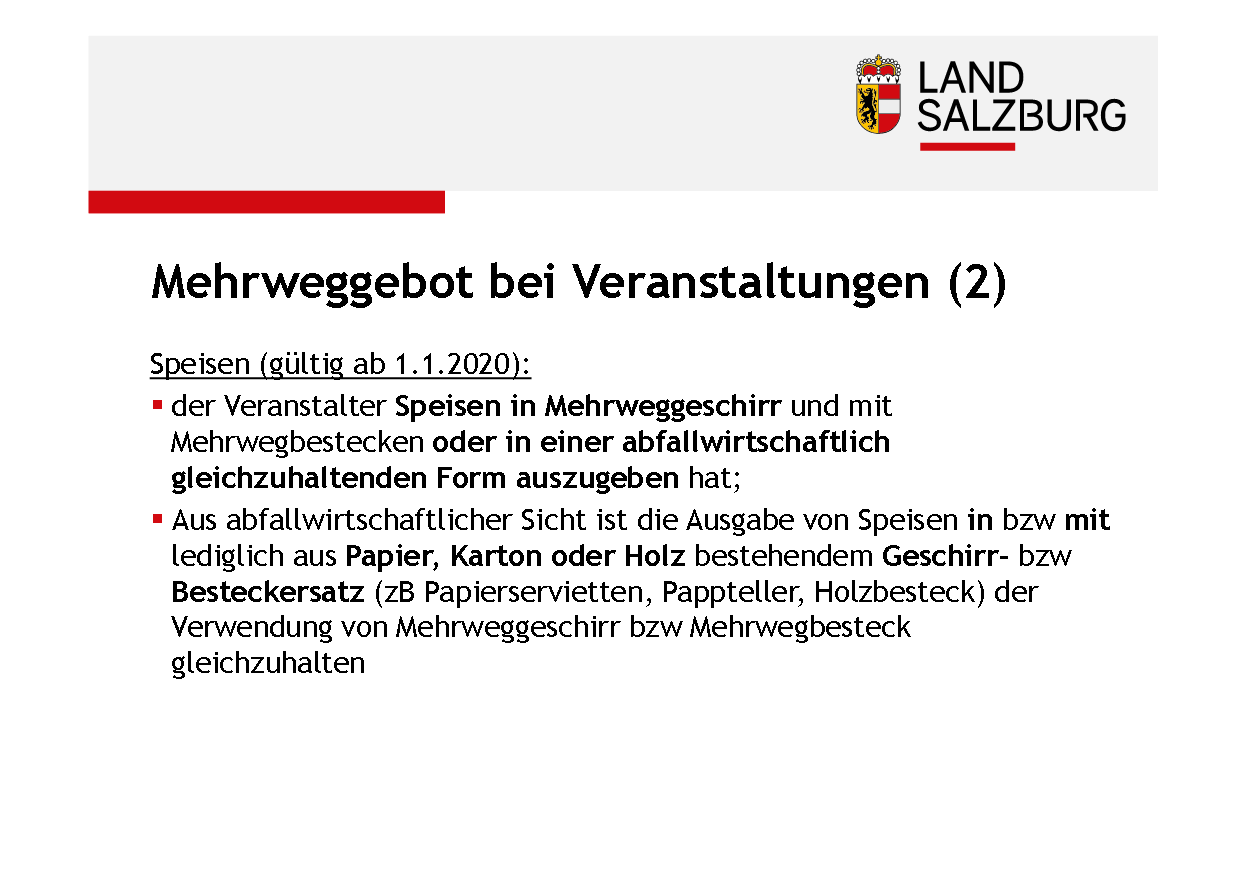 LAND
SALZBURG
Mehrweggebot bei Veranstaltungen (2)
Speisen (gültig ab 1.1.2020):
▪ der Veranstalter Speisen in Mehrweggeschirr und mit
Mehrwegbestecken oder in einer abfallwirtschaftlich
gleichzuhaltenden Form auszugeben hat;
▪ Aus abfallwirtschaftlicher Sicht ist die Ausgabe von Speisen in bzw mit
lediglich aus Papier, Karton oder Holz bestehendem Geschirr- bzw
Besteckersatz (zB Papierservietten, Pappteller, Holzbesteck) der
Verwendung von Mehrweggeschirr bzw Mehrwegbesteck
gleichzuhalten